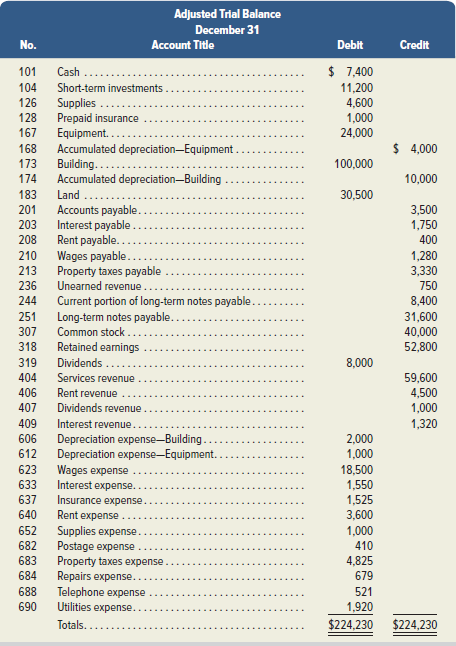 Adjusted Trial Balance
December 31
No. Account Title Debit Credit
101 Cash $ 7,400
104 Short-term investments 11,200
126 Supplies 4,600
128 Prepaid insurance 1,000
167 Equipment 24,000
168 Accumulated depreciation—Equipment $ 4,000
173 Building 100,000
174 Accumulated depreciation—Building 10,000
183 Land 30,500
201 Accounts payable 3,500
203 Interest payable 1,750
208 Rent payable 400
210 Wages payable 1,280
213 Property taxes payable 3,330
236 Unearned revenue 750
244 Current portion of long-term notes payable 8,400
251 Long-term notes payable 31,600
307 Common stock 40,000
318 Retained earnings 52,800
319 Dividends 8,000
404 Services revenue 59,600
406 Rent revenue 4,500
407 Dividends revenue 1,000
409 Interest revenue 1,320
606 Depreciation expense—Building 2,000
612 Depreciation expense—Equipment 1,000
623 Wages expense 18,500
633 Interest expense 1,550
637 Insurance expense 1,525
640 Rent expense 3,600
652 Supplies expense 1,000
682 Postage expense 410
683 Property taxes expense 4,825
684 Repairs expense 679
688 Telephone expense 521
690 Utilities expense 1,920
Totals $224,230 $224,230